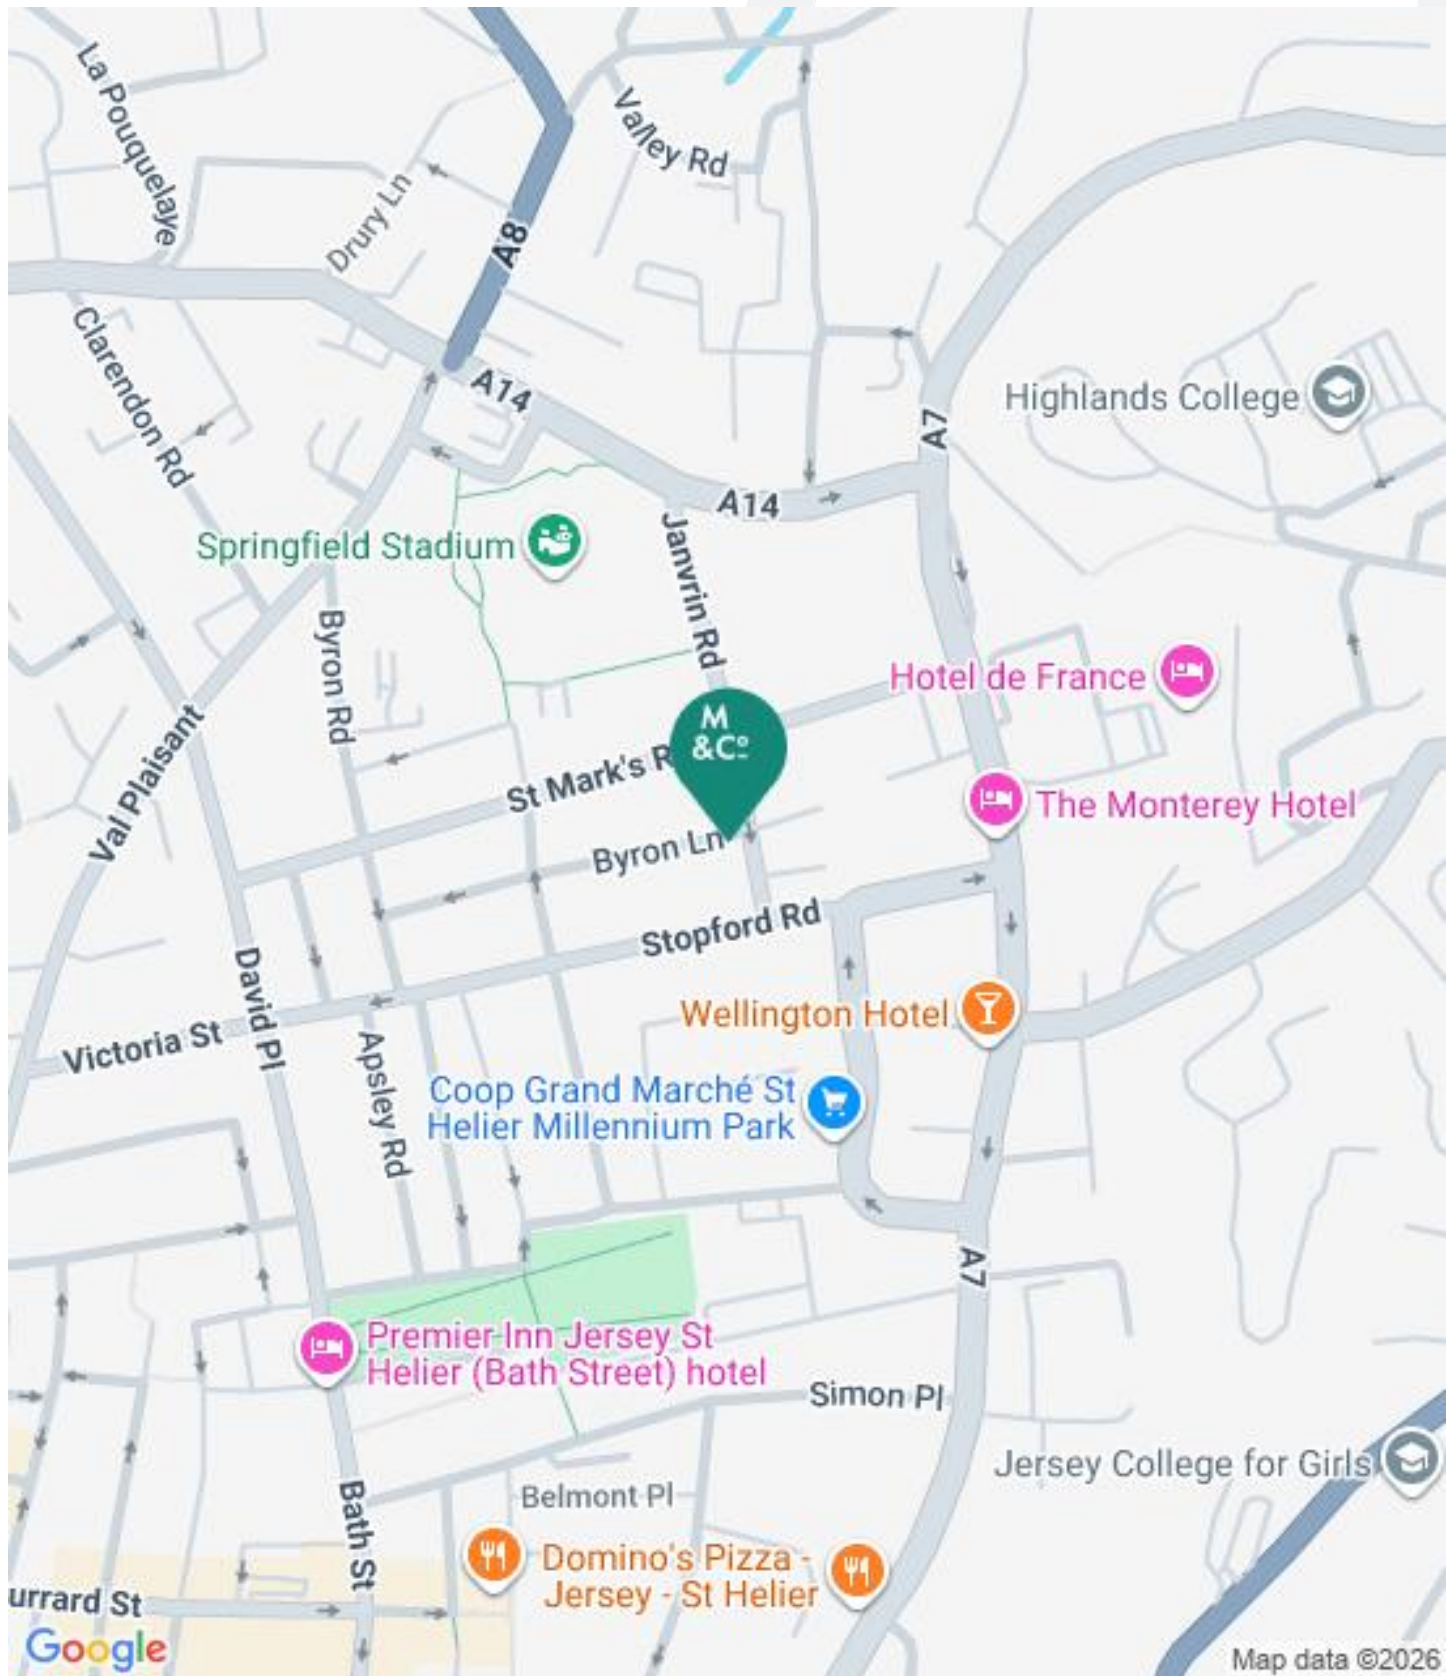 La Pouquelaye
Valley Rd
Drury Ln
A8
Clarendon Rd
A14
A7
Highlands College
A14
Springfield Stadium
Janvrin Rd
Byron Rd
Hotel de France
M
&Co
Val Plaisant
St Mark's R
The Monterey Hotel
Byron Ln
Stopford Rd
David Pl
Wellington Hotel
Victoria St
Apsley Rd
Coop Grand Marché St
Helier Millennium Park
A7
Premier Inn Jersey St
Helier (Bath Street) hotel
Simon Pl
Jersey College for Girls
Bath St
Belmont Pl
Domino's Pizza -
Jersey - St Helier
urrard St
Google
Map data ©2026